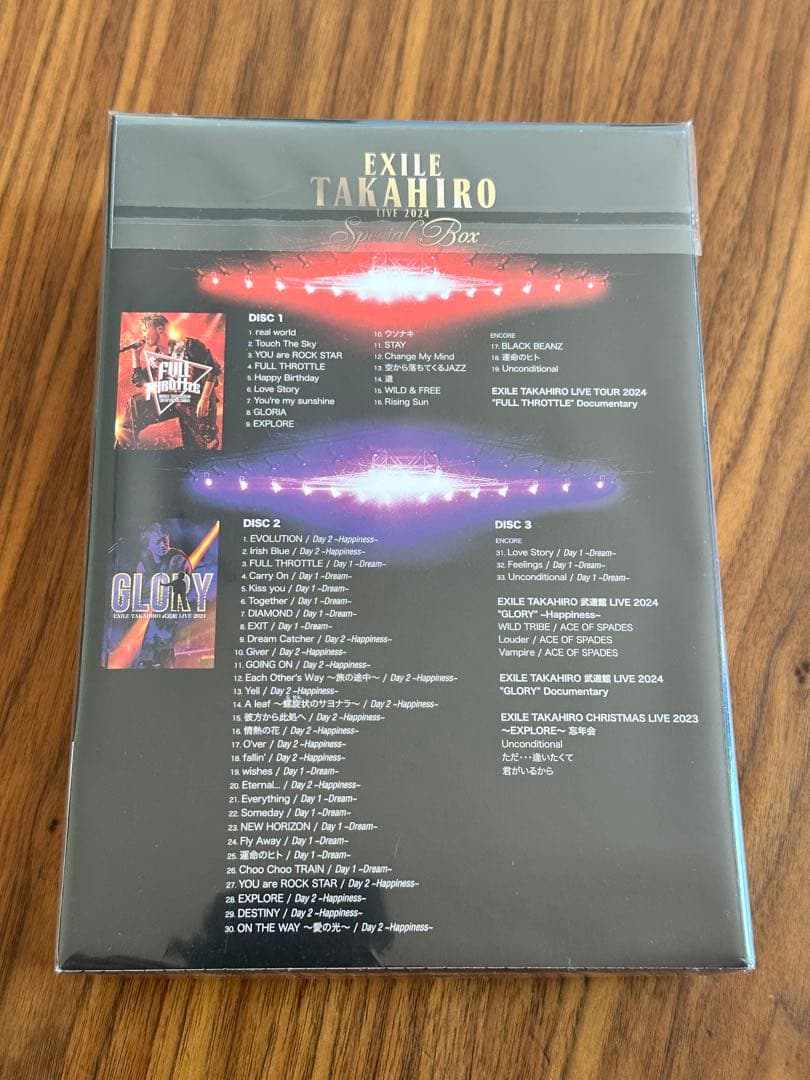 EXILE
TAKAHIRO
LIVE 2024
Special Box
DISC 1
1. real world
2. Touch The Sky
3. YOU are ROCK STAR
4. FULL THROTTLE
5. Happy Birthday
6. Love Story
7. You're my sunshine
8. GLORIA
9. EXPLORE
10. ウソナキ
11. STAY
12. Change My Mind
13. 空から落ちてくるJAZZ
14. 道
15. WILD & FREE
16. Rising Sun
ENCORE
17. BLACK BEANZ
18. 運命のヒト
19. Unconditional
EXILE TAKAHIRO LIVE TOUR 2024
"FULL THROTTLE" Documentary
FULL
THROTTLE
DISC 2
1. EVOLUTION / Day 2 ~Happiness~
2. Irish Blue / Day 2 ~Happiness~
3. FULL THROTTLE / Day 1 ~Dream~
4. Carry On / Day 1 ~Dream~
5. Kiss you / Day 1 ~Dream~
6. Together / Day 1 ~Dream~
7. DIAMOND / Day 1 ~Dream~
8. EXIT / Day 1 ~Dream~
9. Dream Catcher / Day 2 ~Happiness~
10. Giver / Day 2 ~Happiness~
11. GOING ON / Day 2 ~Happiness~
12. Each Other's Way ～旅の途中～ / Day 2 ~Happiness~
13. Yell / Day 2 ~Happiness~
14. A leaf ～螺旋状のサヨナラ～ / Day 2 ~Happiness~
15. 彼方から此処へ / Day 2 ~Happiness~
16. 情熱の花 / Day 2 ~Happiness~
17. O'ver / Day 2 ~Happiness~
18. fallin' / Day 2 ~Happiness~
19. wishes / Day 1 ~Dream~
20. Eternal... / Day 2 ~Happiness~
21. Everything / Day 1 ~Dream~
22. Someday / Day 1 ~Dream~
23. NEW HORIZON / Day 1 ~Dream~
24. Fly Away / Day 1 ~Dream~
25. 運命のヒト / Day 1 ~Dream~
26. Choo Choo TRAIN / Day 1 ~Dream~
27. YOU are ROCK STAR / Day 2 ~Happiness~
28. EXPLORE / Day 2 ~Happiness~
29. DESTINY / Day 2 ~Happiness~
30. ON THE WAY ～愛の光～ / Day 2 ~Happiness~
GLORY
EXILE TAKAHIRO 武道館 LIVE 2024
DISC 3
ENCORE
31. Love Story / Day 1 ~Dream~
32. Feelings / Day 1 ~Dream~
33. Unconditional / Day 1 ~Dream~
EXILE TAKAHIRO 武道館 LIVE 2024
"GLORY" ~Happiness~
WILD TRIBE / ACE OF SPADES
Louder / ACE OF SPADES
Vampire / ACE OF SPADES
EXILE TAKAHIRO 武道館 LIVE 2024
"GLORY" Documentary
EXILE TAKAHIRO CHRISTMAS LIVE 2023
～EXPLORE～ 忘年会
Unconditional
ただ･･･逢いたくて
君がいるから